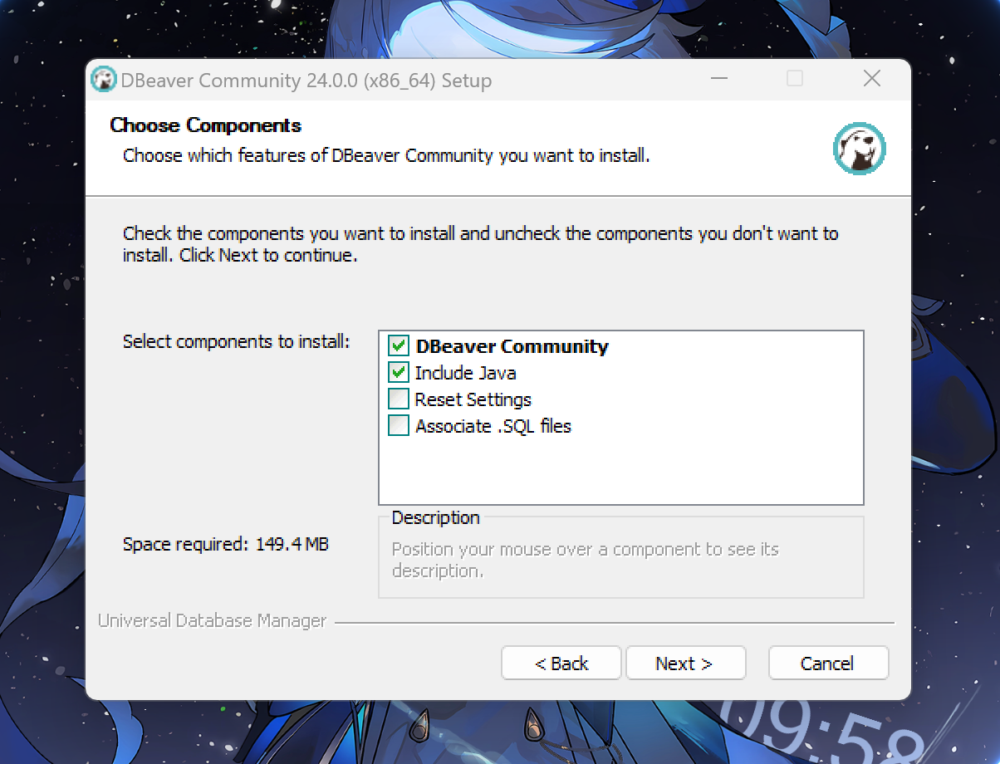 DBeaver Community 24.0.0 (x86_64) Setup
Choose Components
Choose which features of DBeaver Community you want to install.
Check the components you want to install and uncheck the components you don't want to
install. Click Next to continue.
Select components to install:
DBeaver Community
Include Java
Reset Settings
Associate .SQL files
Space required: 149.4 MB
Description
Position your mouse over a component to see its
description.
Universal Database Manager
< Back
Next >
Cancel
09:58